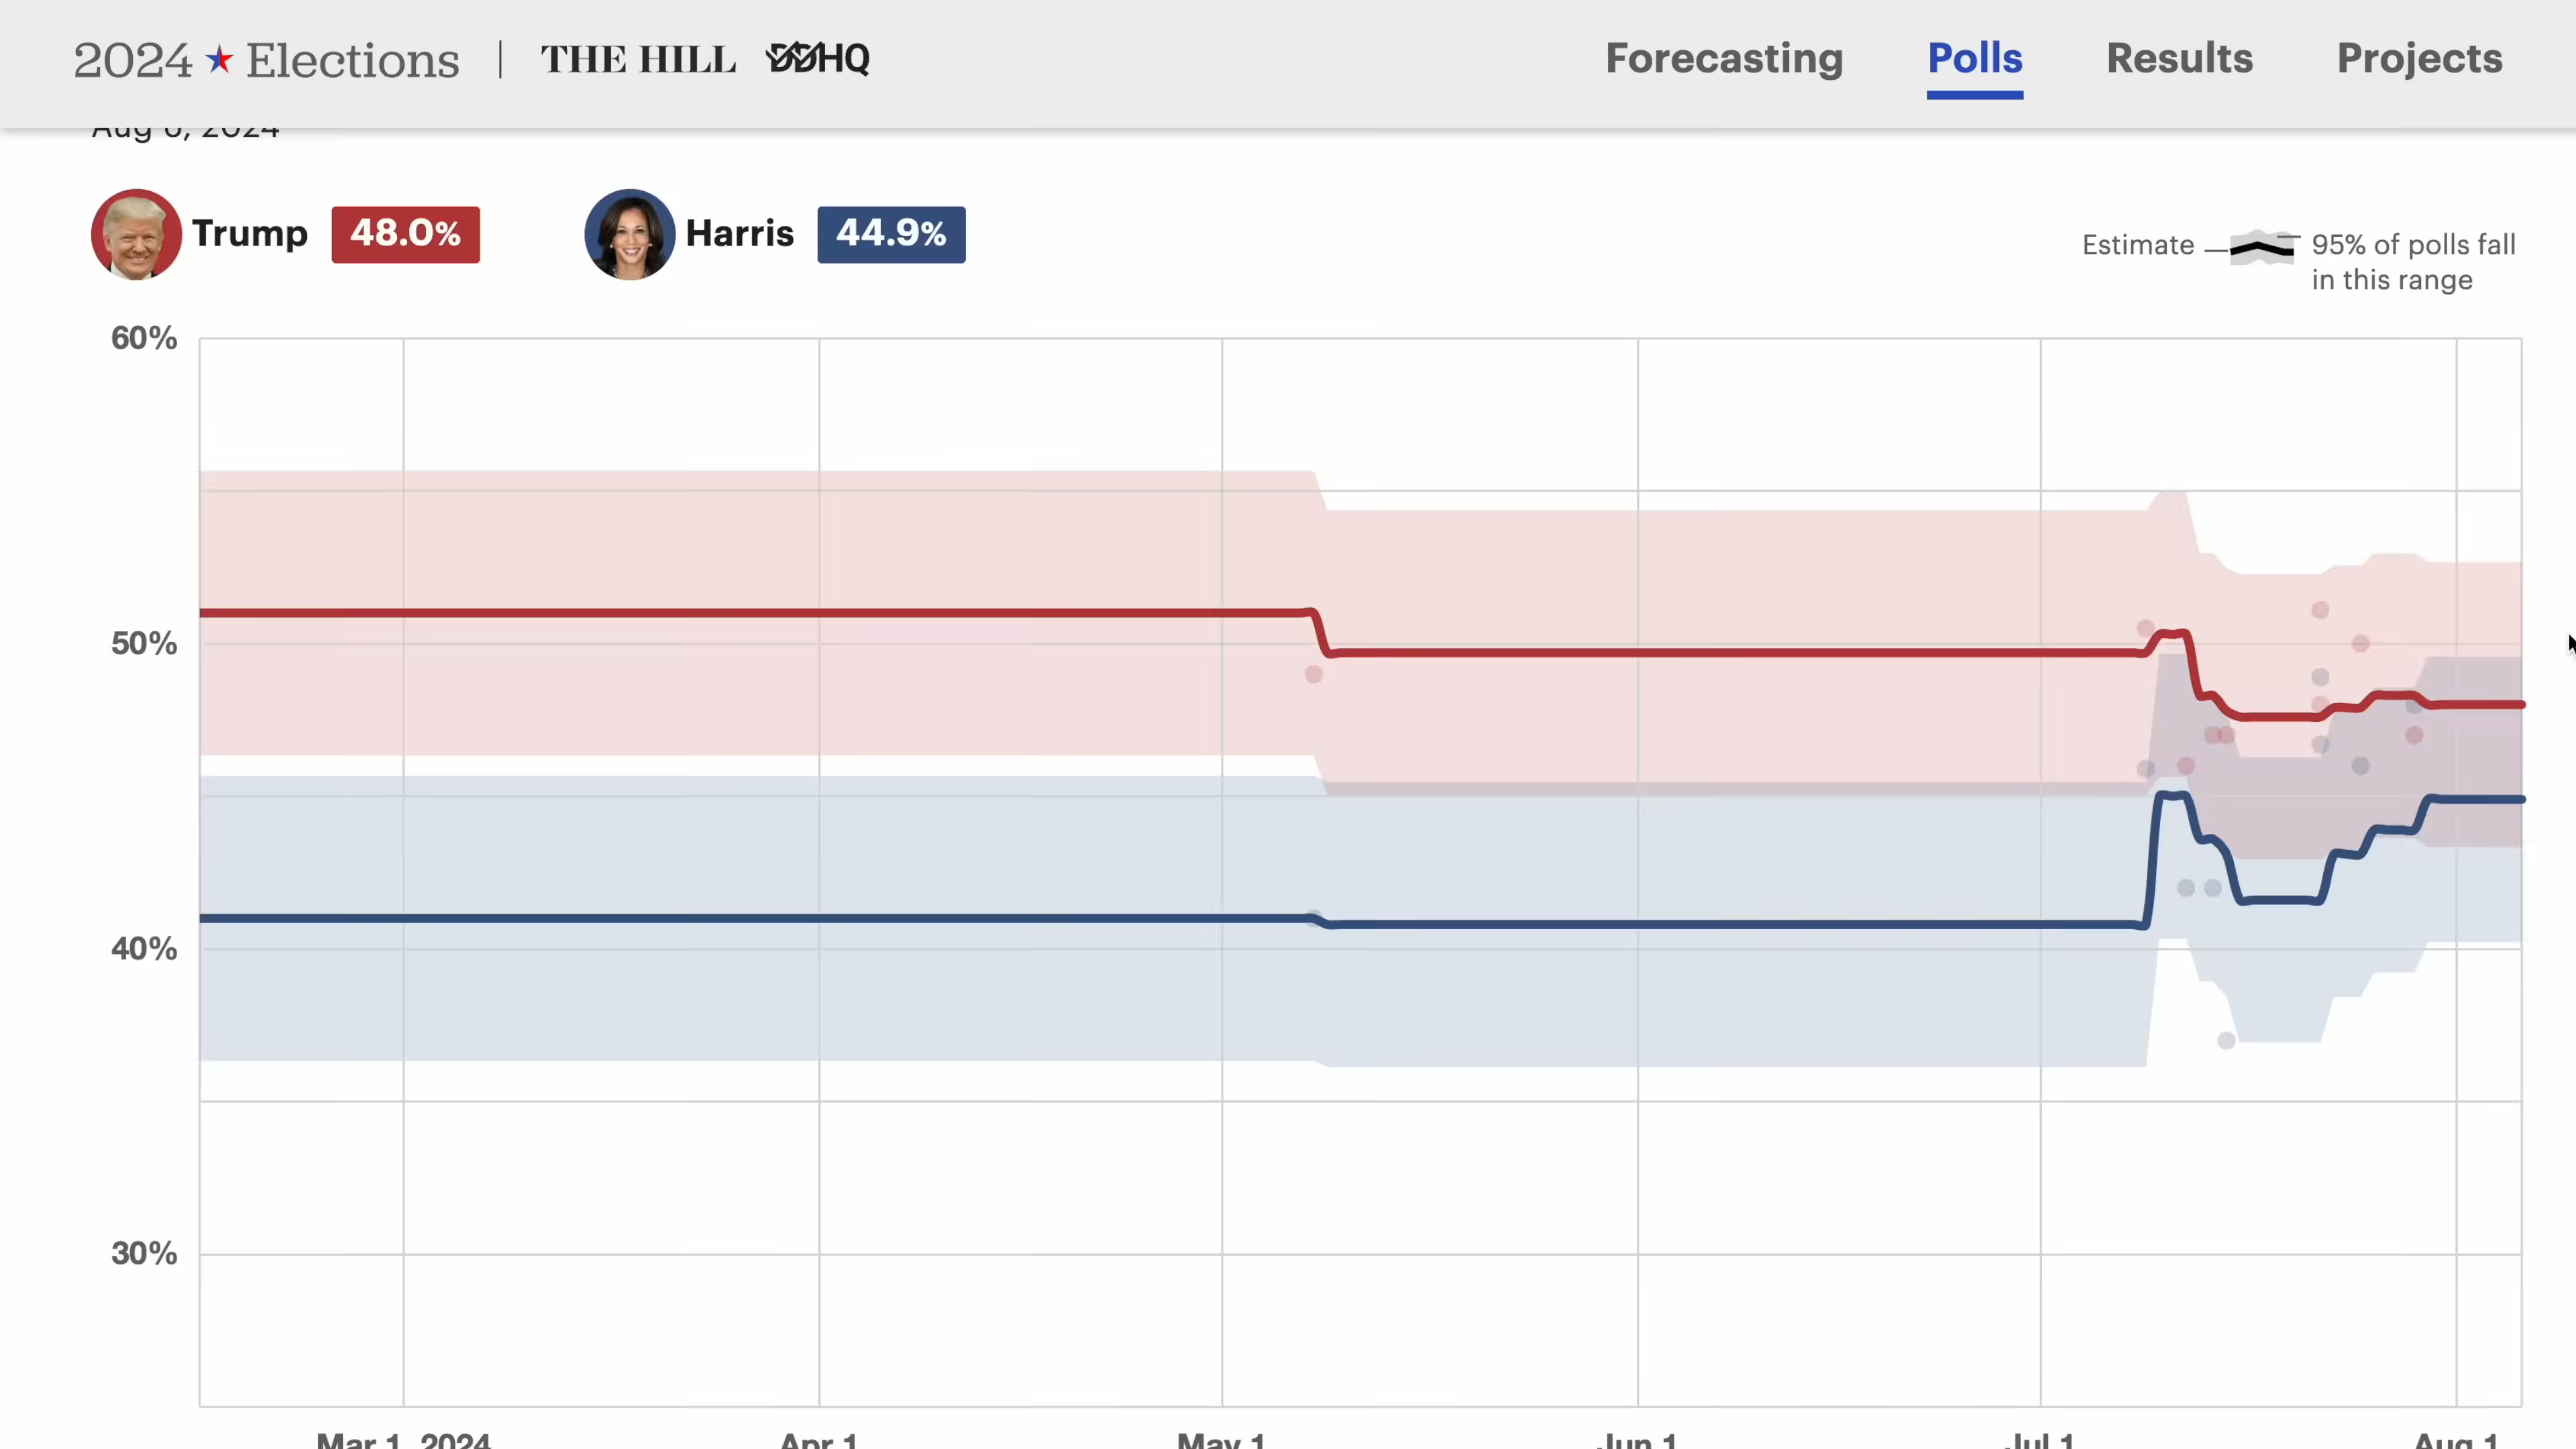 2024 Elections | THE HILL DDHQ
Forecasting Polls Results Projects
Aug 6, 2024
Trump 48.0% Harris 44.9%
Estimate 95% of polls fall
in this range
60%
50%
40%
30%
Mar 1, 2024 Apr 1 May 1 Jun 1 Jul 1 Aug 1